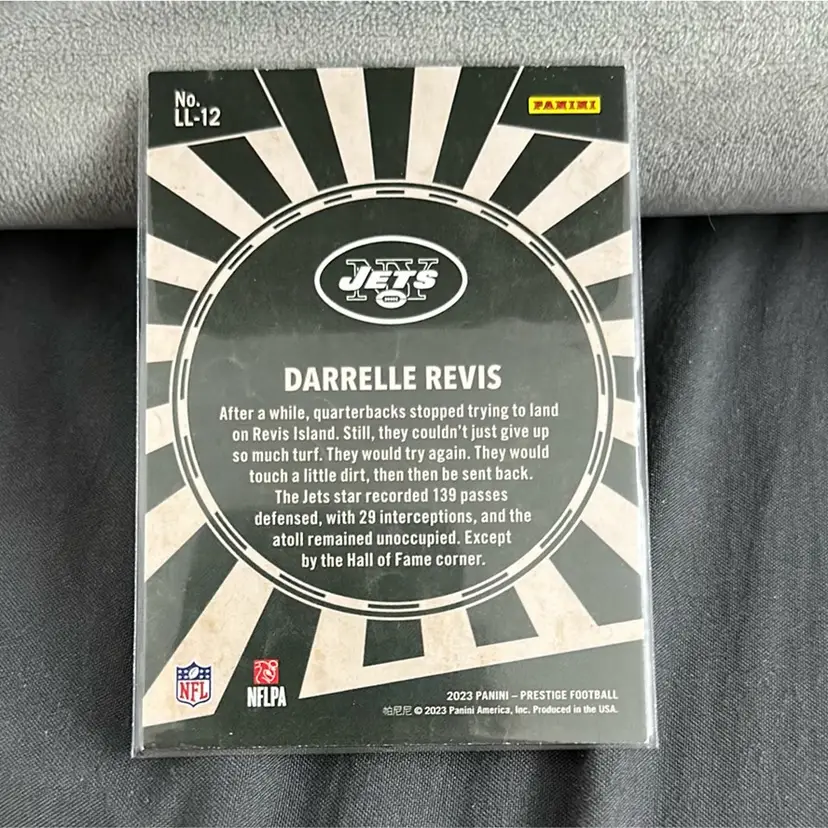 No.
LL-12
PANINI
NY
JETS
DARRELLE REVIS
After a while, quarterbacks stopped trying to land
on Revis Island. Still, they couldn't just give up
so much turf. They would try again. They would
touch a little dirt, then then be sent back.
The Jets star recorded 139 passes
defensed, with 29 interceptions, and the
atoll remained unoccupied. Except
by the Hall of Fame corner.
NFL
NFLPA
2023 PANINI – PRESTIGE FOOTBALL
帕尼尼 © 2023 Panini America, Inc. Produced in the USA.